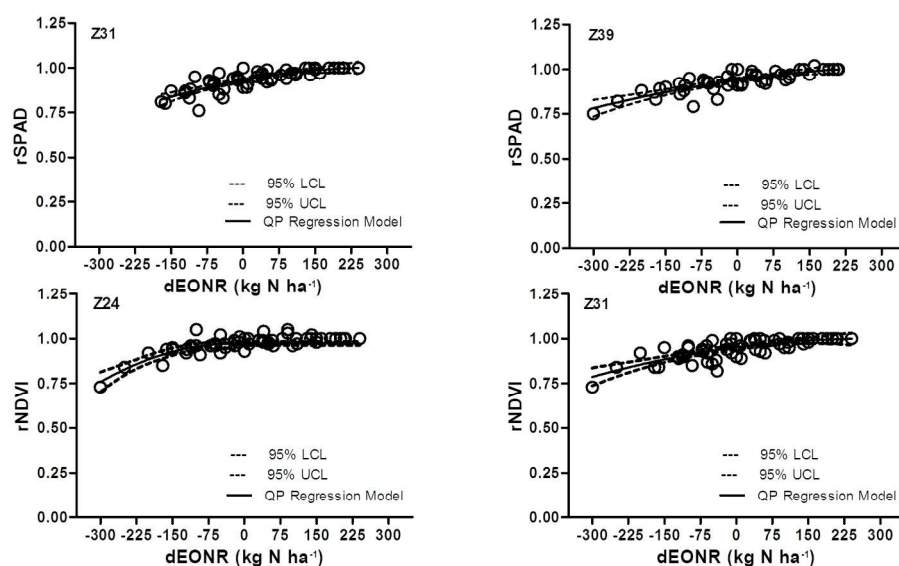 Z31
1.25
1.00
0.75
0.50
0.25
0.00
rSPAD
95% LCL
95% UCL
QP Regression Model
-300 -225 -150 -75 0 75 150 225 300
dEONR (kg N ha⁻¹)
Z39
1.25
1.00
0.75
0.50
0.25
0.00
rSPAD
95% LCL
95% UCL
QP Regression Model
-300 -225 -150 -75 0 75 150 225 300
dEONR (kg N ha⁻¹)
Z24
1.25
1.00
0.75
0.50
0.25
0.00
rNDVI
95% LCL
95% UCL
QP Regression Model
-300 -225 -150 -75 0 75 150 225 300
dEONR (kg N ha⁻¹)
Z31
1.25
1.00
0.75
0.50
0.25
0.00
rNDVI
95% LCL
95% UCL
QP Regression Model
-300 -225 -150 -75 0 75 150 225 300
dEONR (kg N ha⁻¹)